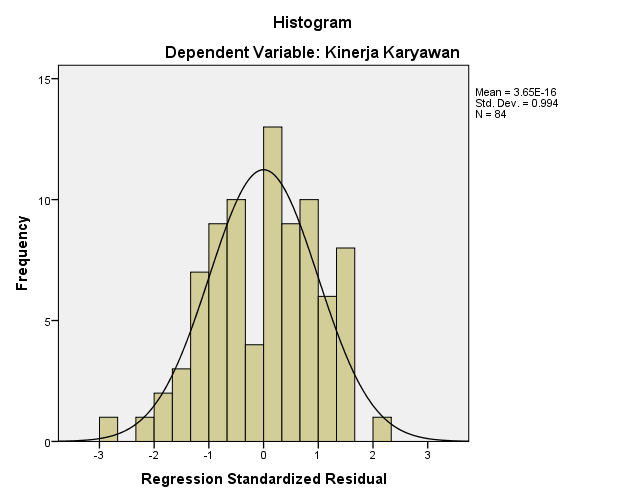 Histogram
Dependent Variable: Kinerja Karyawan
Mean = 3.65E-16
Std. Dev. = 0.994
N = 84
15
10
5
0
Frequency
-3 -2 -1 0 1 2 3
Regression Standardized Residual